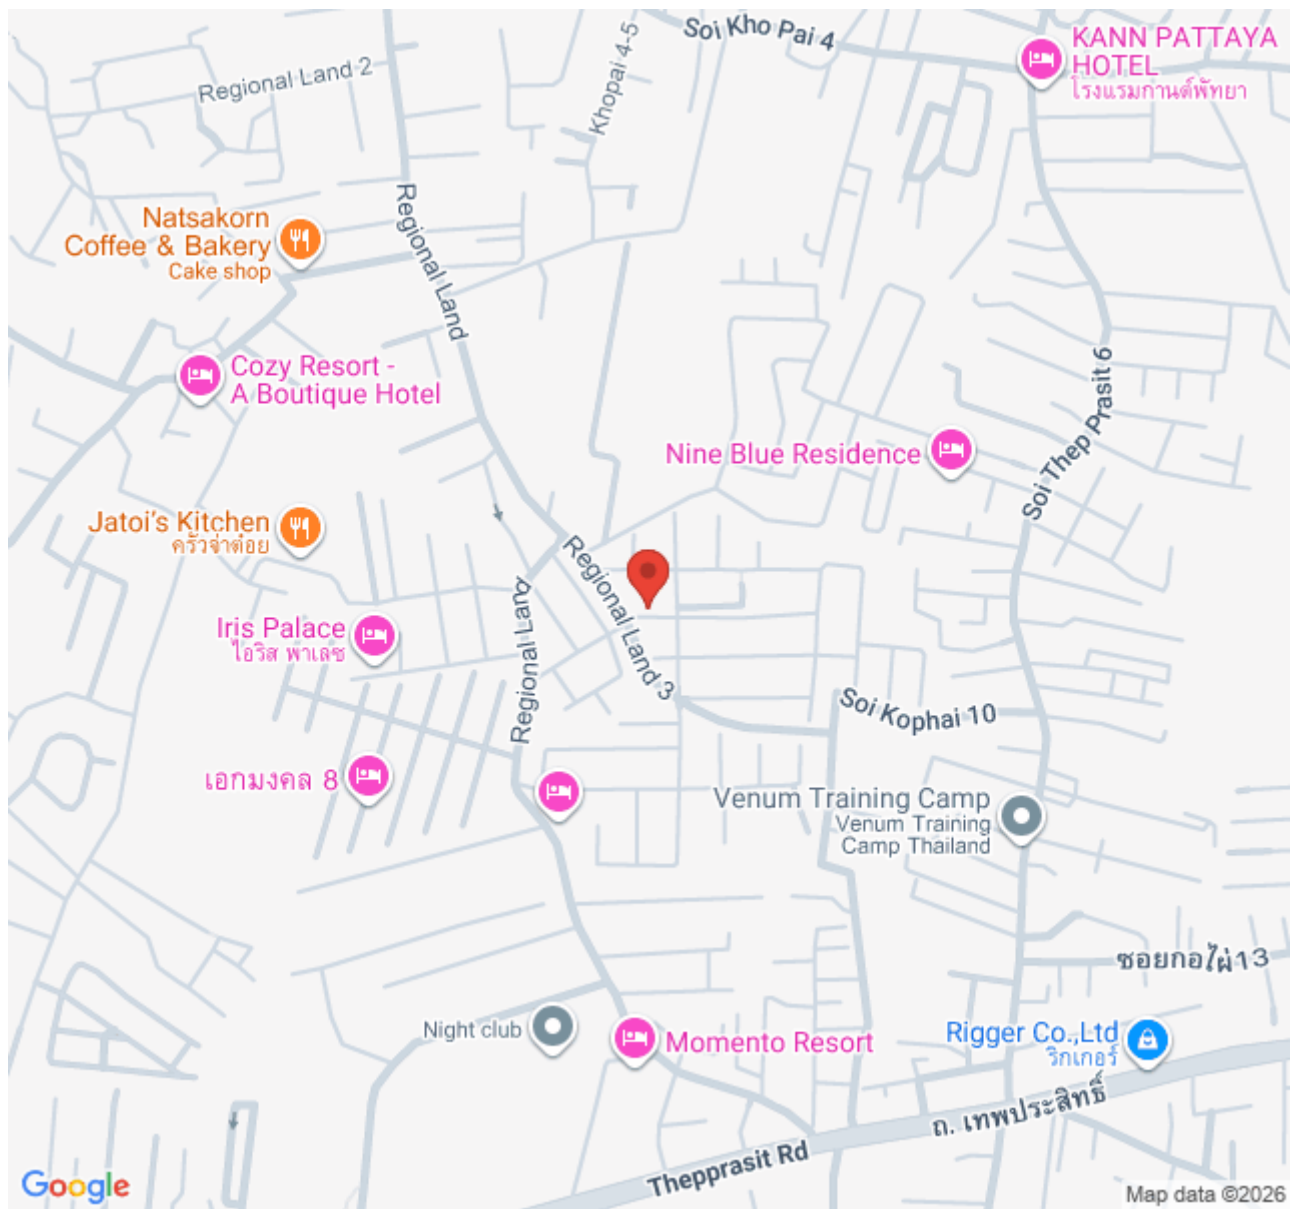 Soi Kho Pai 4
KANN PATTAYA
HOTEL
โรงแรมกานต์พัทยา
Regional Land 2
Khopai 4-5
Natsakorn
Coffee & Bakery
Cake shop
Regional Land
Cozy Resort -
A Boutique Hotel
Soi Thep Prasit 6
Nine Blue Residence
Jatoi's Kitchen
ครัวจ่าต๋อย
Regional Land 3
Iris Palace
ไอริส พาเลซ
Regional Land
Soi Kophai 10
เอกมงคล 8
Venum Training Camp
Venum Training
Camp Thailand
ซอยกอไผ่13
Night club
Momento Resort
Rigger Co.,Ltd
ริกเกอร์
ถ. เทพประสิทธิ์
Thepprasit Rd
Google
Map data ©2026